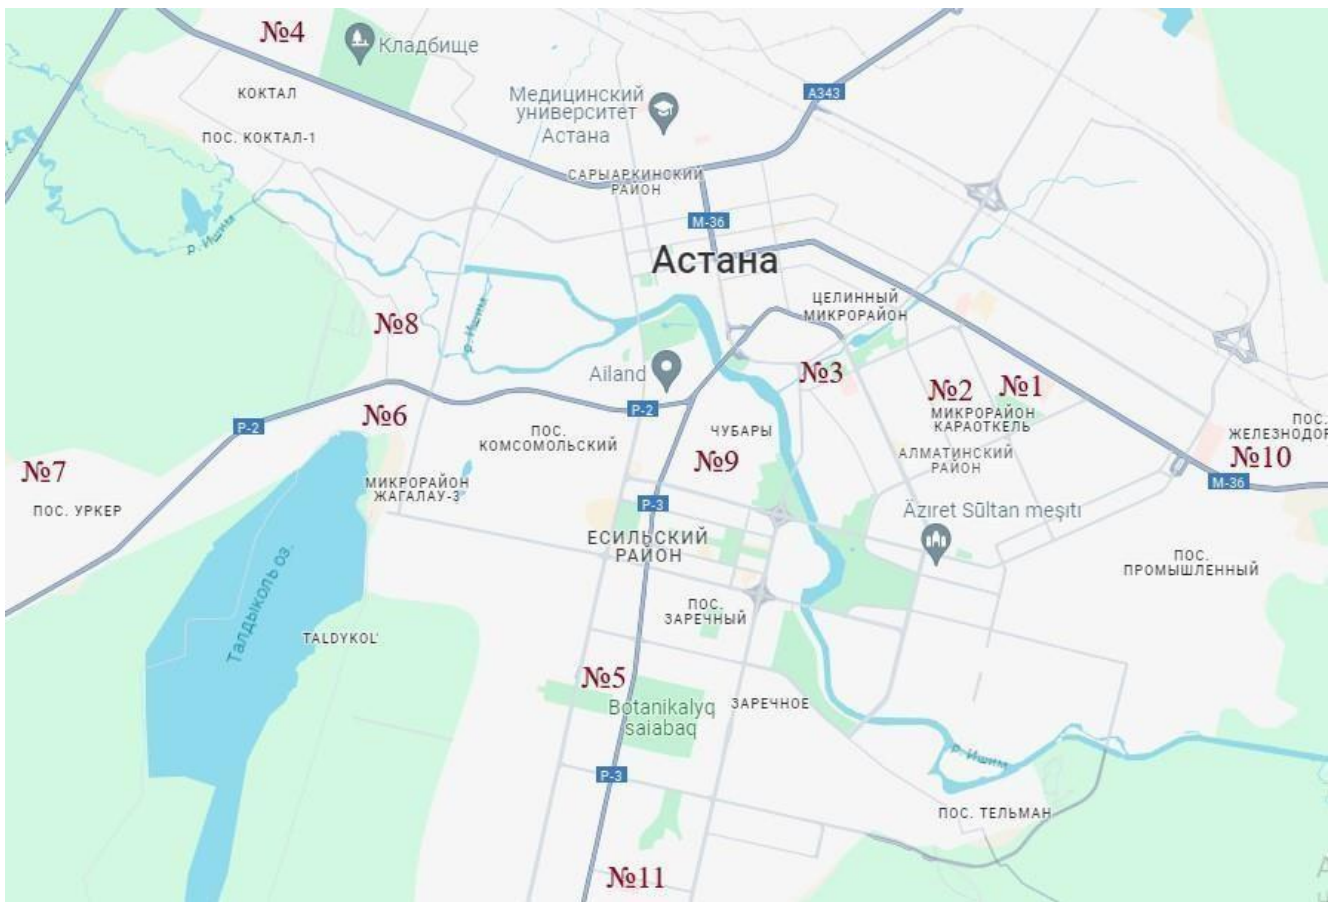 №4
Кладбище
КОКТАЛ
Медицинский
университет
Астана
A343
ПОС. КОКТАЛ-1
САРЫАРКИНСКИЙ
РАЙОН
р. Ишим
М-36
Астана
ЦЕЛИННЫЙ
МИКРОРАЙОН
№8
р. Ишим
Ailand
№3
№2
№1
Р-2
№6
Р-2
ПОС.
КОМСОМОЛЬСКИЙ
ЧУБАРЫ
МИКРОРАЙОН
КАРАОТКЕЛЬ
ПОС.
ЖЕЛЕЗНОДОР
№7
№9
АЛМАТИНСКИЙ
РАЙОН
№10
М-36
МИКРОРАЙОН
ЖАГАЛАУ-3
ПОС. УРКЕР
Р-3
Äziret Sūltan meşıtı
ЕСИЛЬСКИЙ
РАЙОН
ПОС.
ПРОМЫШЛЕННЫЙ
Талдыколь оз.
ПОС.
ЗАРЕЧНЫЙ
TALDYKOL'
№5
Botanikalyq
saıabaq
ЗАРЕЧНОЕ
р. Ишим
Р-3
ПОС. ТЕЛЬМАН
№11